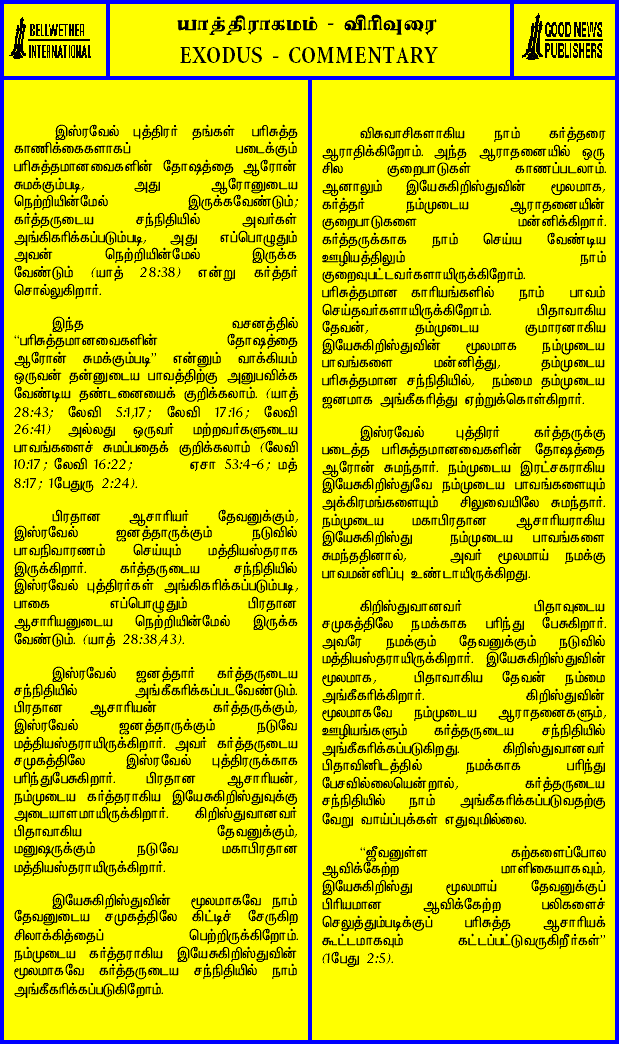 BELLWETHER
INTERNATIONAL
யாத்திராகமம் - விரிவுரை
EXODUS - COMMENTARY
GOOD NEWS
PUBLISHERS
இஸ்ரவேல் புத்திரர் தங்கள் பரிசுத்த
காணிக்கைகளாகப் படைக்கும்
பரிசுத்தமானவைகளின் தோஷத்தை ஆரோன்
சுமக்கும்படி, அது ஆரோனுடைய
நெற்றியின்மேல் இருக்கவேண்டும்;
கர்த்தருடைய சந்நிதியில் அவர்கள்
அங்கிகரிக்கப்படும்படி, அது எப்பொழுதும்
அவன் நெற்றியின்மேல் இருக்க
வேண்டும் (யாத் 28:38) என்று கர்த்தர்
சொல்லுகிறார்.
இந்த வசனத்தில்
“பரிசுத்தமானவைகளின் தோஷத்தை
ஆரோன் சுமக்கும்படி” என்னும் வாக்கியம்
ஒருவன் தன்னுடைய பாவத்திற்கு அனுபவிக்க
வேண்டிய தண்டனையைக் குறிக்கலாம். (யாத்
28:43; லேவி 5:1,17; லேவி 17:16; லேவி
26:41) அல்லது ஒருவர் மற்றவர்களுடைய
பாவங்களைச் சுமப்பதைக் குறிக்கலாம் (லேவி
10:17; லேவி 16:22; ஏசா 53:4-6; மத்
8:17; 1பேதுரு 2:24).
பிரதான ஆசாரியர் தேவனுக்கும்,
இஸ்ரவேல் ஜனத்தாருக்கும் நடுவில்
பாவநிவாரணம் செய்யும் மத்தியஸ்தராக
இருக்கிறார். கர்த்தருடைய சந்நிதியில்
இஸ்ரவேல் புத்திரர்கள் அங்கிகரிக்கப்படும்படி,
பாகை எப்பொழுதும் பிரதான
ஆசாரியனுடைய நெற்றியின்மேல் இருக்க
வேண்டும். (யாத் 28:38,43).
இஸ்ரவேல் ஜனத்தார் கர்த்தருடைய
சந்நிதியில் அங்கீகரிக்கப்படவேண்டும்.
பிரதான ஆசாரியன் கர்த்தருக்கும்,
இஸ்ரவேல் ஜனத்தாருக்கும் நடுவே
மத்தியஸ்தராயிருக்கிறார். அவர் கர்த்தருடைய
சமுகத்திலே இஸ்ரவேல் புத்திரருக்காக
பரிந்துபேசுகிறார். பிரதான ஆசாரியன்,
நம்முடைய கர்த்தராகிய இயேசுகிறிஸ்துவுக்கு
அடையாளமாயிருக்கிறார். கிறிஸ்துவானவர்
பிதாவாகிய தேவனுக்கும்,
மனுஷருக்கும் நடுவே மகாபிரதான
மத்தியஸ்தராயிருக்கிறார்.
இயேசுகிறிஸ்துவின் மூலமாகவே நாம்
தேவனுடைய சமுகத்திலே கிட்டிச் சேருகிற
சிலாக்கித்தைப் பெற்றிருக்கிறோம்.
நம்முடைய கர்த்தராகிய இயேசுகிறிஸ்துவின்
மூலமாகவே கர்த்தருடைய சந்நிதியில் நாம்
அங்கீகரிக்கப்படுகிறோம்.
விசுவாசிகளாகிய நாம் கர்த்தரை
ஆராதிக்கிறோம். அந்த ஆராதனையில் ஒரு
சில குறைபாடுகள் காணப்படலாம்.
ஆனாலும் இயேசுகிறிஸ்துவின் மூலமாக,
கர்த்தர் நம்முடைய ஆராதனையின்
குறைபாடுகளை மன்னிக்கிறார்.
கர்த்தருக்காக நாம் செய்ய வேண்டிய
ஊழியத்திலும் நாம்
குறைவுபட்டவர்களாயிருக்கிறோம்.
பரிசுத்தமான காரியங்களில் நாம் பாவம்
செய்தவர்களாயிருக்கிறோம். பிதாவாகிய
தேவன், தம்முடைய குமாரனாகிய
இயேசுகிறிஸ்துவின் மூலமாக நம்முடைய
பாவங்களை மன்னித்து, தம்முடைய
பரிசுத்தமான சந்நிதியில், நம்மை தம்முடைய
ஜனமாக அங்கீகரித்து ஏற்றுக்கொள்கிறார்.
இஸ்ரவேல் புத்திரர் கர்த்தருக்கு
படைத்த பரிசுத்தமானவைகளின் தோஷத்தை
ஆரோன் சுமந்தார். நம்முடைய இரட்சகராகிய
இயேசுகிறிஸ்துவே நம்முடைய பாவங்களையும்
அக்கிரமங்களையும் சிலுவையிலே சுமந்தார்.
நம்முடைய மகாபிரதான ஆசாரியராகிய
இயேசுகிறிஸ்து நம்முடைய பாவங்களை
சுமந்ததினால், அவர் மூலமாய் நமக்கு
பாவமன்னிப்பு உண்டாயிருக்கிறது.
கிறிஸ்துவானவர் பிதாவுடைய
சமுகத்திலே நமக்காக பரிந்து பேசுகிறார்.
அவரே நமக்கும் தேவனுக்கும் நடுவில்
மத்தியஸ்தராயிருக்கிறார். இயேசுகிறிஸ்துவின்
மூலமாக, பிதாவாகிய தேவன் நம்மை
அங்கீகரிக்கிறார். கிறிஸ்துவின்
மூலமாகவே நம்முடைய ஆராதனைகளும்,
ஊழியங்களும் கர்த்தருடைய சந்நிதியில்
அங்கீகரிக்கப்படுகிறது. கிறிஸ்துவானவர்
பிதாவினிடத்தில் நமக்காக பரிந்து
பேசவில்லையென்றால், கர்த்தருடைய
சந்நிதியில் நாம் அங்கீகரிக்கப்படுவதற்கு
வேறு வாய்ப்புக்கள் எதுவுமில்லை.
“ஜீவனுள்ள கற்களைப்போல
ஆவிக்கேற்ற மாளிகையாகவும்,
இயேசுகிறிஸ்து மூலமாய் தேவனுக்குப்
பிரியமான ஆவிக்கேற்ற பலிகளைச்
செலுத்தும்படிக்குப் பரிசுத்த ஆசாரியக்
கூட்டமாகவும் கட்டப்பட்டுவருகிறீர்கள்”
(1பேது 2:5).